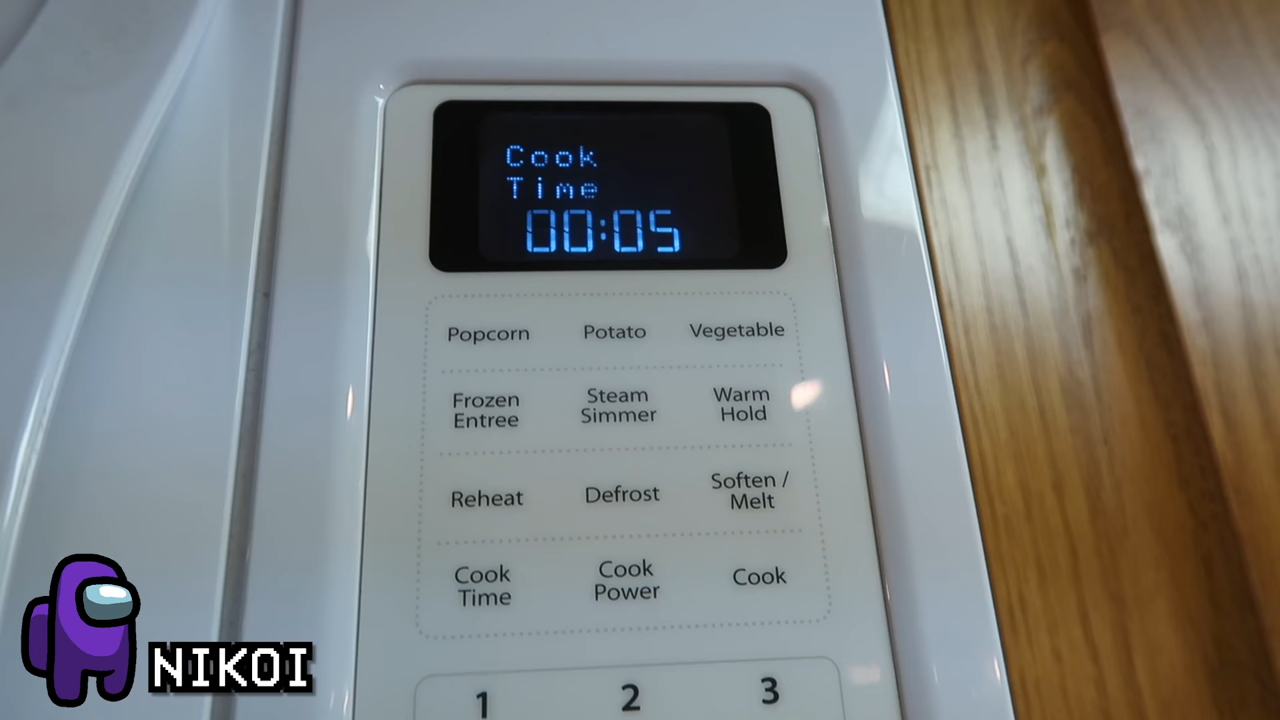 Cook
Time
00:05
Popcorn Potato Vegetable
Frozen Steam Warm
Entree Simmer Hold
Reheat Defrost Soften /
Melt
Cook Cook Cook
Time Power
1 2 3
NIKOI